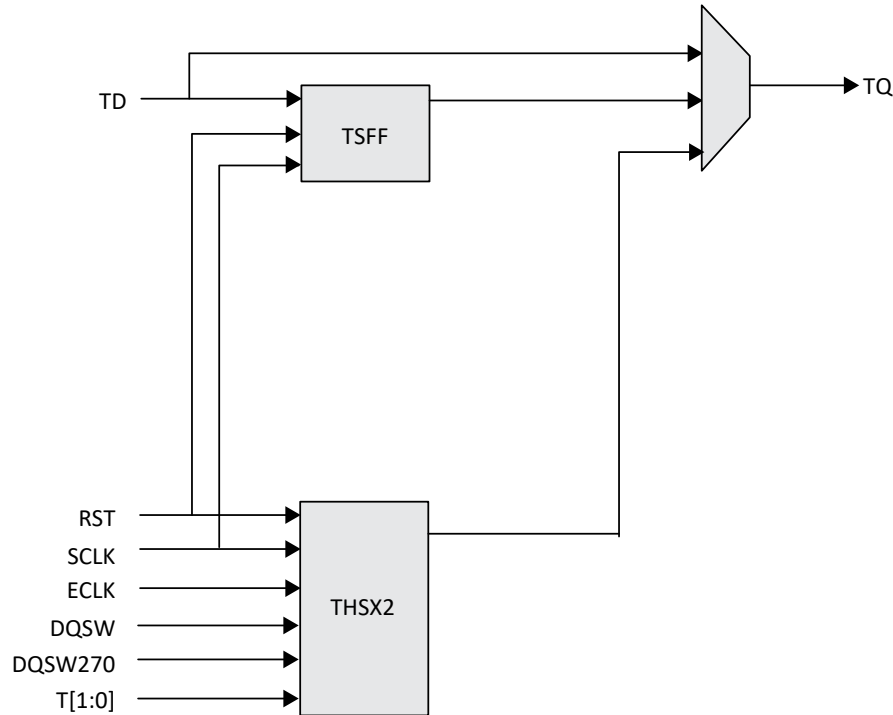 TD
TSFF
TQ
RST
SCLK
ECLK
DQSW
DQSW270
T[1:0]
THSX2